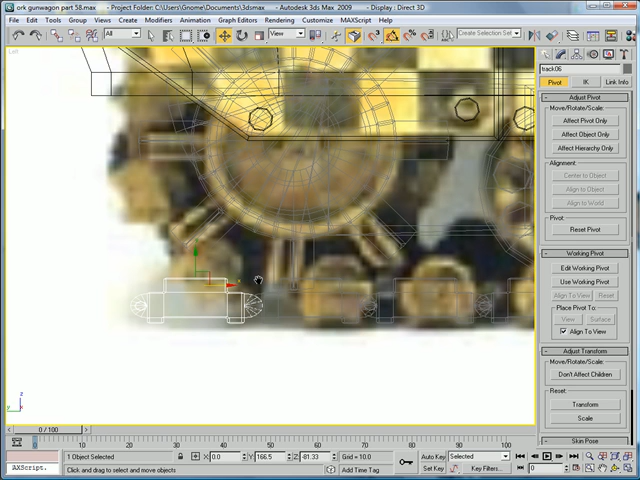 ork gunwagon part 58.max - Project Folder: C:\Users\Gnome\Documents\3dsmax - Autodesk 3ds Max 2009 - Display : Direct 3D
File Edit Tools Group Views Create Modifiers Animation Graph Editors Rendering Customize MAXScript Help
All View Create Selection Set
Left
track06
Pivot IK Link Info
Adjust Pivot
Move/Rotate/Scale:
Affect Pivot Only
Affect Object Only
Affect Hierarchy Only
Alignment:
Center to Object
Align to Object
Align to World
Pivot:
Reset Pivot
Working Pivot
Edit Working Pivot
Use Working Pivot
Align To View Reset
Place Pivot To:
View Surface
Align To View
Adjust Transform
Move/Rotate/Scale:
Don't Affect Children
Reset:
Transform
Scale
Skin Pose
z
y x
0 / 100
0 10 20 30 40 50 60 70 80 90 100
AXScript.
1 Object Selected
X: 0.0 Y: 166.5 Z: -81.33 Grid = 10.0
Click and drag to select and move objects
Add Time Tag
Auto Key Selected
Set Key Key Filters...
0